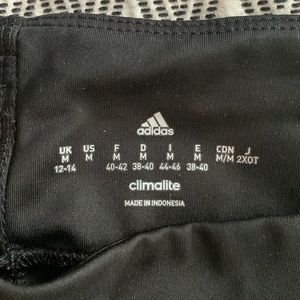 adidas
UK US F D I E CDN J
M M M M M M M/M 2XOT
12-14 40-42 38-40 44-46 38-40
climalite
MADE IN INDONESIA